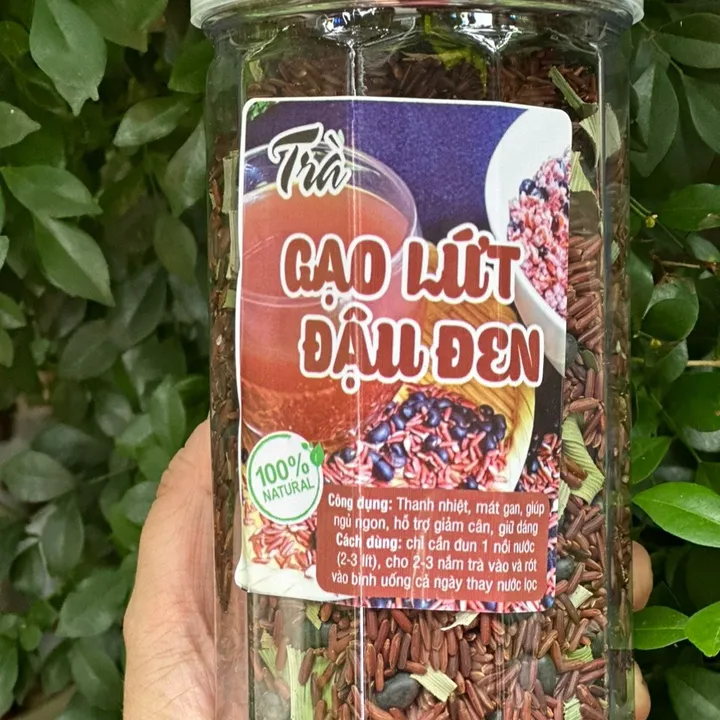 Trà
GẠO LỨT
ĐẬU ĐEN
100%
NATURAL
Công dụng: Thanh nhiệt, mát gan, giúp
ngủ ngon, hỗ trợ giảm cân, giữ dáng
Cách dùng: chỉ cần đun 1 nồi nước
(2-3 lít), cho 2-3 nắm trà vào và rót
vào bình uống cả ngày thay nước lọc